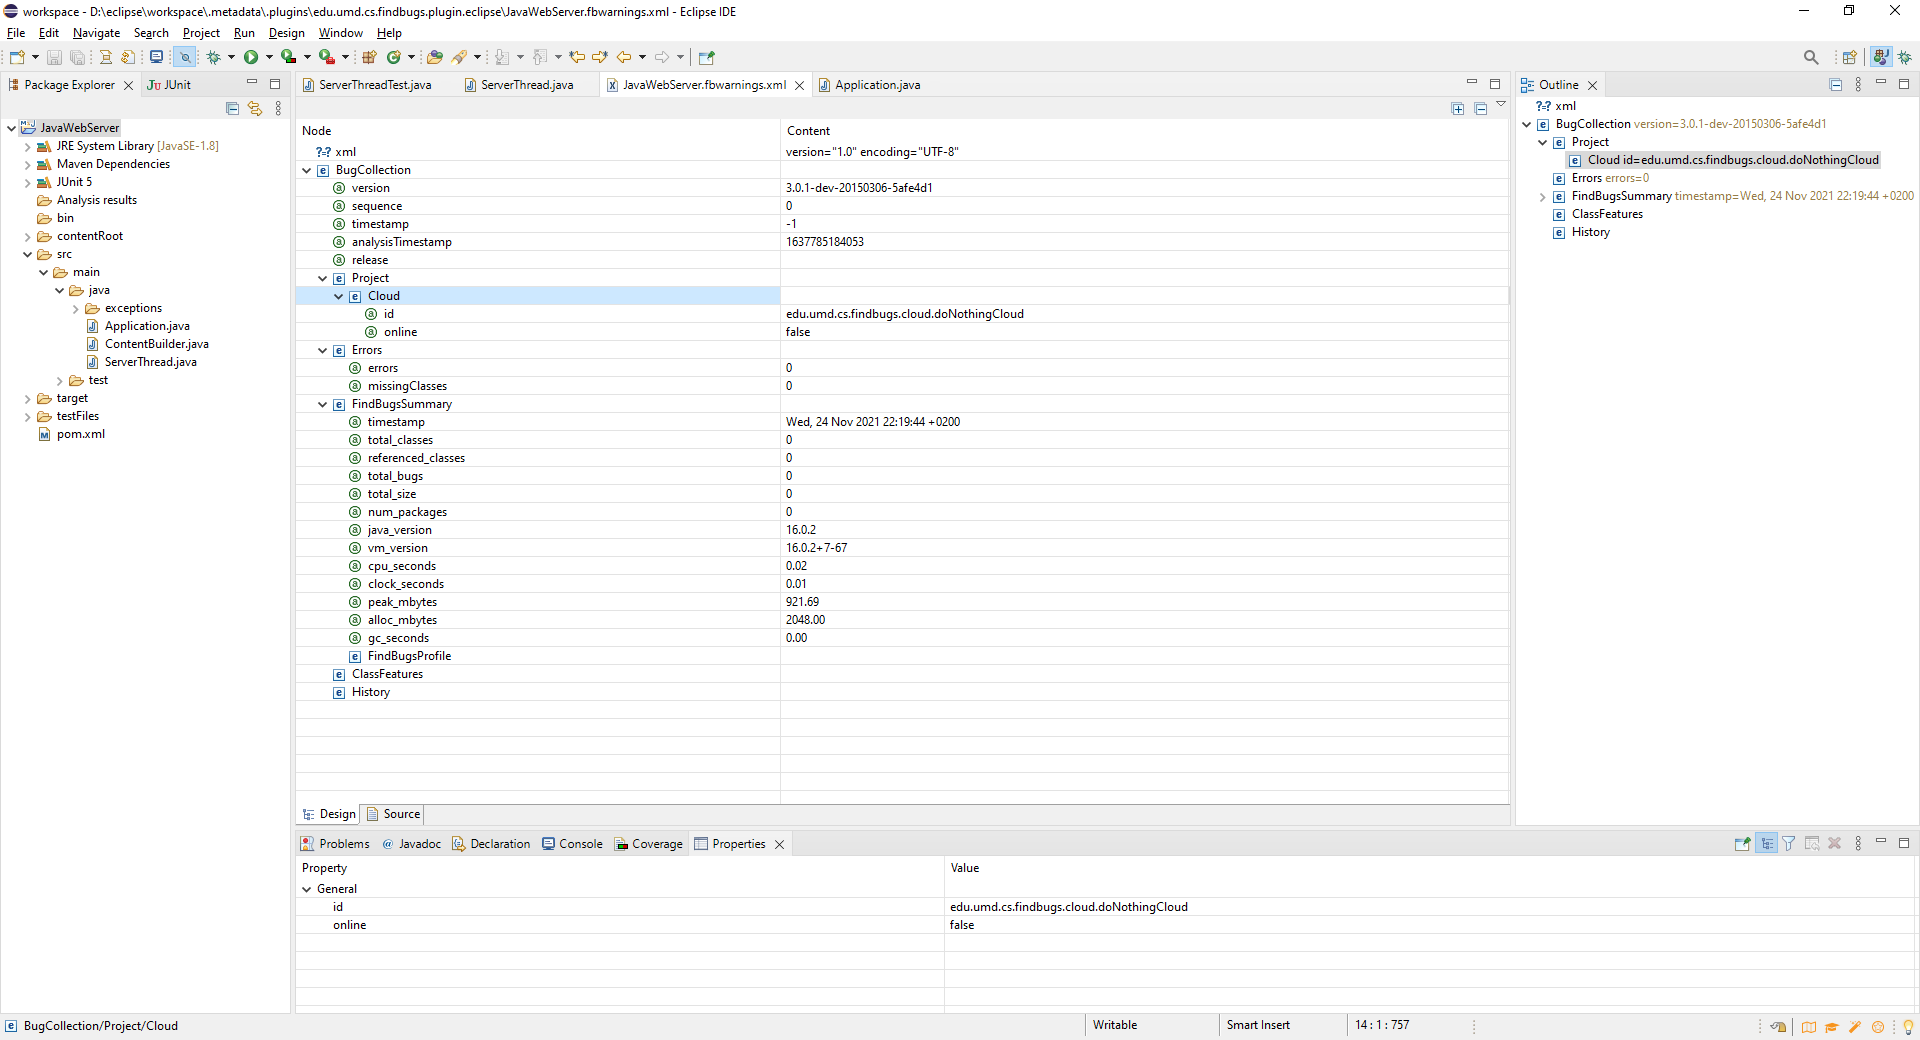 workspace - D:\eclipse\workspace\.metadata\.plugins\edu.umd.cs.findbugs.plugin.eclipse\JavaWebServer.fbwarnings.xml - Eclipse IDE
File Edit Navigate Search Project Run Design Window Help
Package Explorer JUnit
JavaWebServer
JRE System Library [JavaSE-1.8]
Maven Dependencies
JUnit 5
Analysis results
bin
contentRoot
src
main
java
exceptions
Application.java
ContentBuilder.java
ServerThread.java
test
target
testFiles
pom.xml
ServerThreadTest.java ServerThread.java JavaWebServer.fbwarnings.xml Application.java
Node Content
?-? xml version="1.0" encoding="UTF-8"
BugCollection
version 3.0.1-dev-20150306-5afe4d1
sequence 0
timestamp -1
analysisTimestamp 1637785184053
release
Project
Cloud
id edu.umd.cs.findbugs.cloud.doNothingCloud
online false
Errors
errors 0
missingClasses 0
FindBugsSummary
timestamp Wed, 24 Nov 2021 22:19:44 +0200
total_classes 0
referenced_classes 0
total_bugs 0
total_size 0
num_packages 0
java_version 16.0.2
vm_version 16.0.2+7-67
cpu_seconds 0.02
clock_seconds 0.01
peak_mbytes 921.69
alloc_mbytes 2048.00
gc_seconds 0.00
FindBugsProfile
ClassFeatures
History
Design Source
Outline
?-? xml
BugCollection version=3.0.1-dev-20150306-5afe4d1
Project
Cloud id=edu.umd.cs.findbugs.cloud.doNothingCloud
Errors errors=0
FindBugsSummary timestamp=Wed, 24 Nov 2021 22:19:44 +0200
ClassFeatures
History
Problems @ Javadoc Declaration Console Coverage Properties
Property Value
General
id edu.umd.cs.findbugs.cloud.doNothingCloud
online false
BugCollection/Project/Cloud Writable Smart Insert 14 : 1 : 757